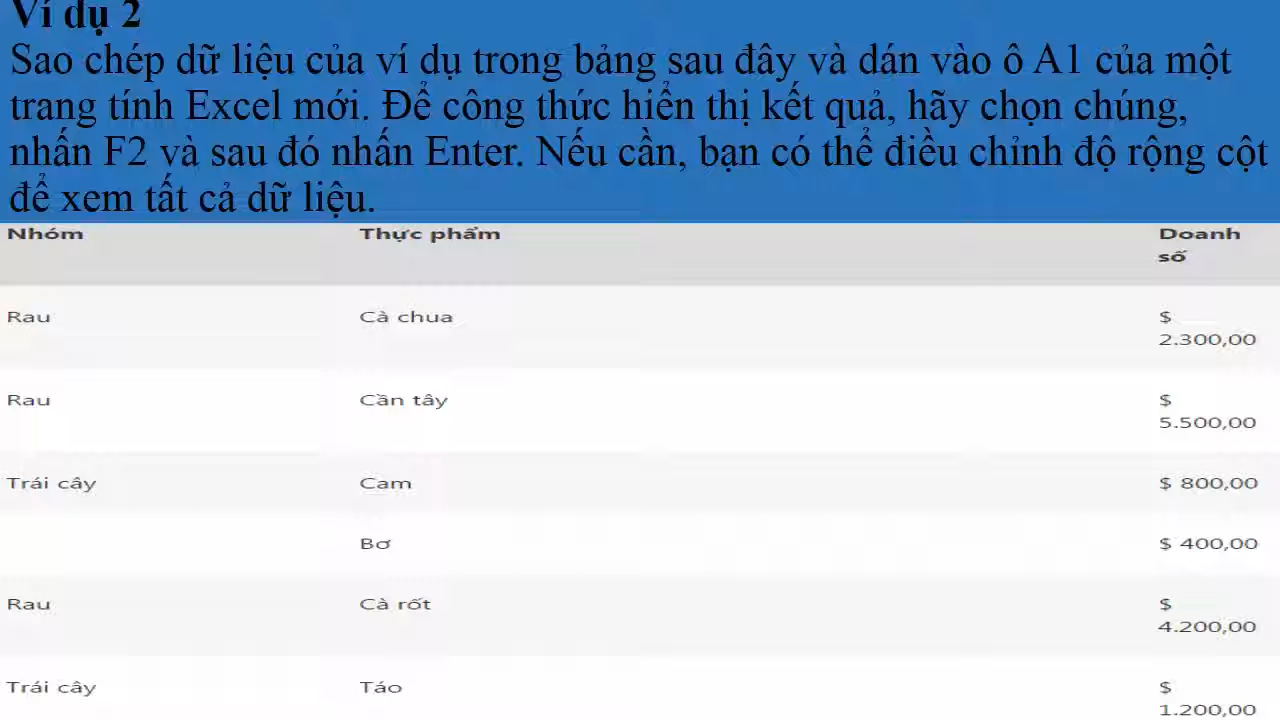 Ví dụ 2
Sao chép dữ liệu của ví dụ trong bảng sau đây và dán vào ô A1 của một
trang tính Excel mới. Để công thức hiển thị kết quả, hãy chọn chúng,
nhấn F2 và sau đó nhấn Enter. Nếu cần, bạn có thể điều chỉnh độ rộng cột
để xem tất cả dữ liệu.
Nhóm Thực phẩm Doanh
số
Rau Cà chua $
2.300,00
Rau Cần tây $
5.500,00
Trái cây Cam $ 800,00
Bơ $ 400,00
Rau Cà rốt $
4.200,00
Trái cây Táo $
1.200,00